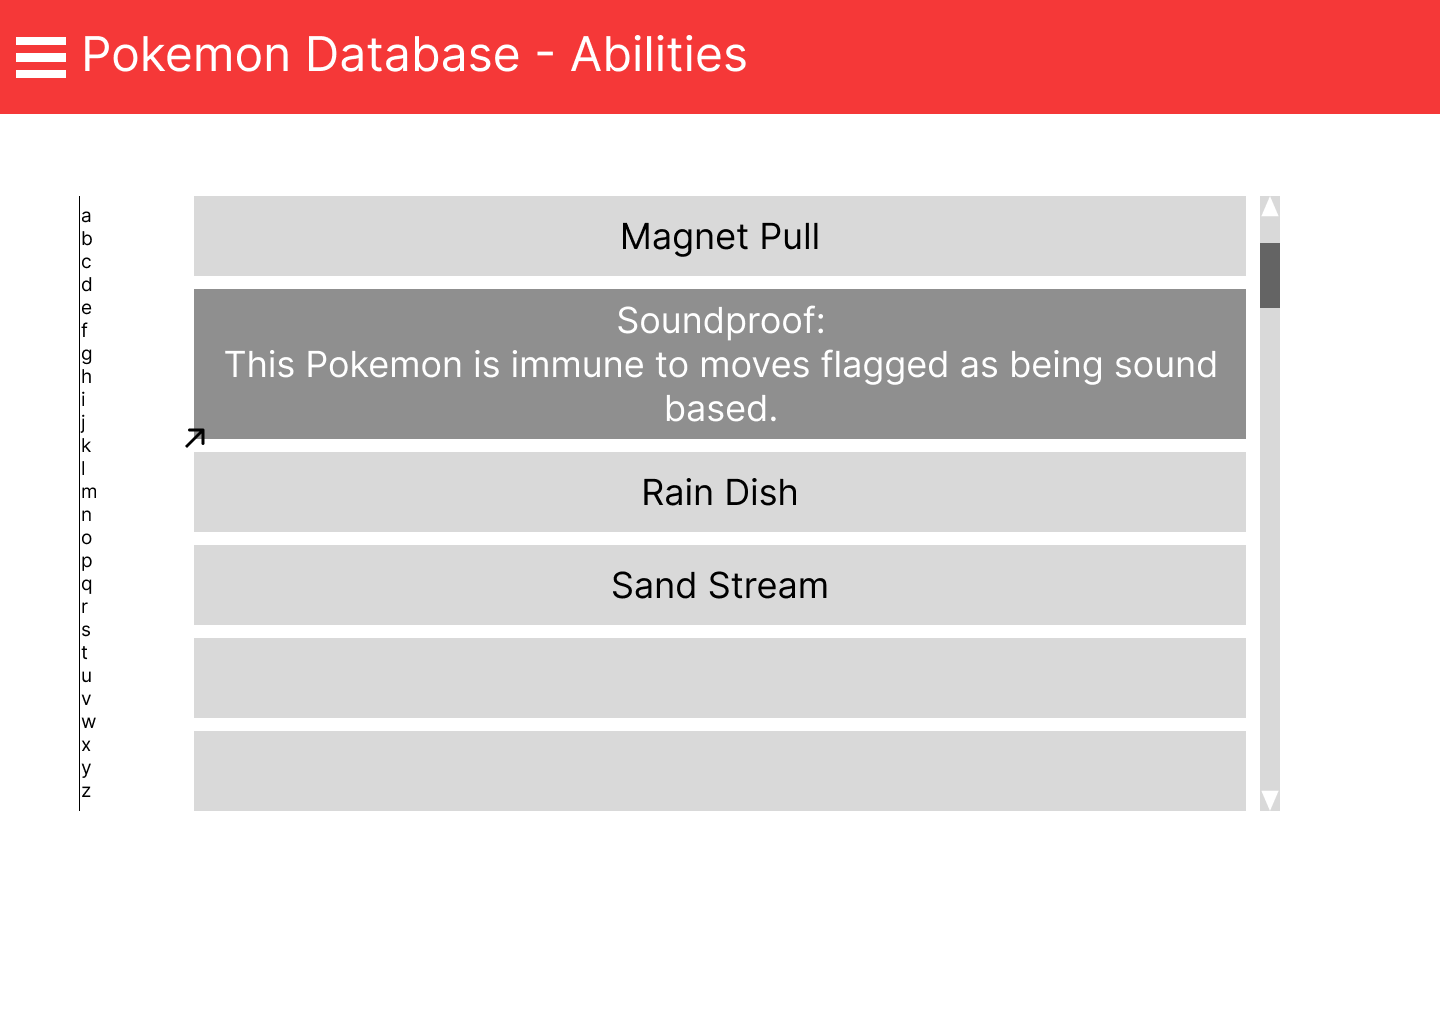 Pokemon Database - Abilities
a
b
c
d
e
f
g
h
i
j
k
l
m
n
o
p
q
r
s
t
u
v
w
x
y
z
Magnet Pull
Soundproof:
This Pokemon is immune to moves flagged as being sound
based.
Rain Dish
Sand Stream